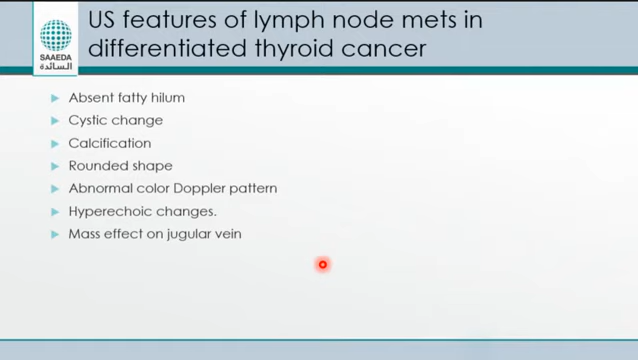 US features of lymph node mets in
differentiated thyroid cancer
SAAEDA
السائدة
Absent fatty hilum
Cystic change
Calcification
Rounded shape
Abnormal color Doppler pattern
Hyperechoic changes.
Mass effect on jugular vein